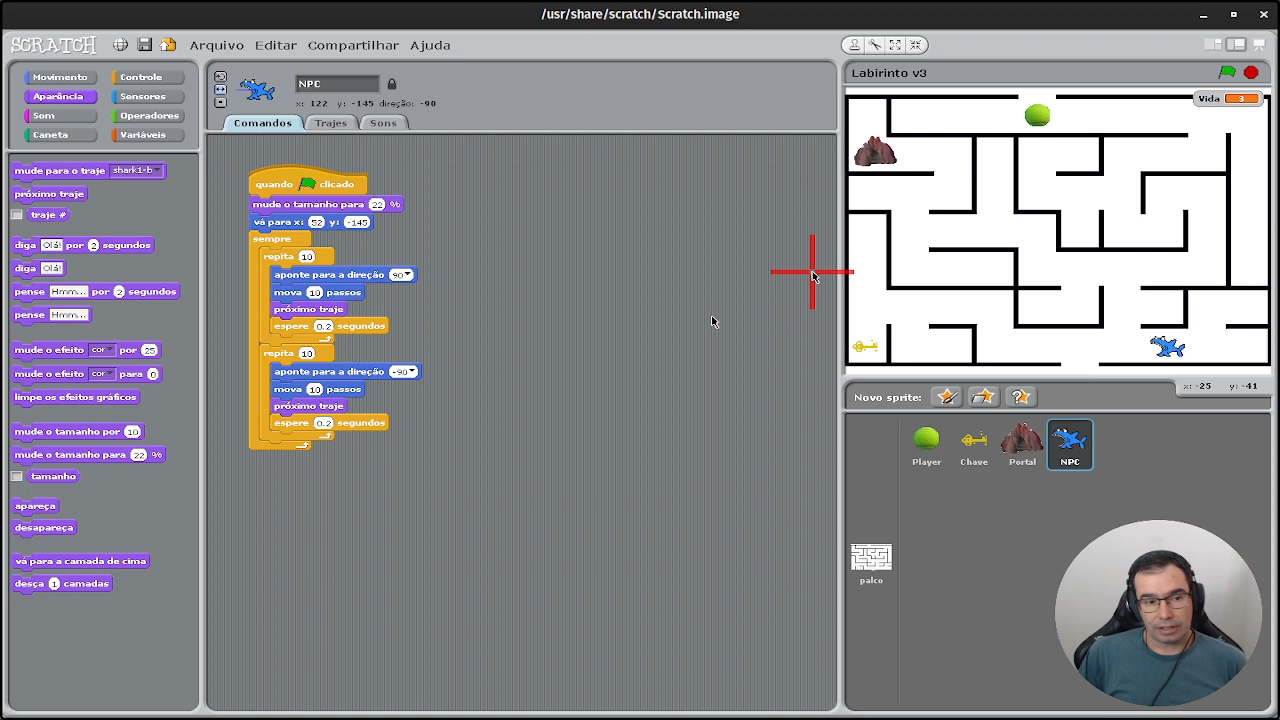 /usr/share/scratch/Scratch.image
SCRATCH
Arquivo Editar Compartilhar Ajuda
Movimento
Controle
Aparência
Sensores
Som
Operadores
Caneta
Variáveis
mude para o traje shark1-b
próximo traje
traje #
diga Olá! por 2 segundos
diga Olá!
pense Hmm... por 2 segundos
pense Hmm...
mude o efeito cor por 25
mude o efeito cor para 0
limpe os efeitos gráficos
mude o tamanho por 10
mude o tamanho para 22 %
tamanho
apareça
desapareça
vá para a camada de cima
desça 1 camadas
NPC
x: 122 y: -145 direção: -90
Comandos
Trajes
Sons
quando clicado
mude o tamanho para 22 %
vá para x: 52 y: -145
sempre
repita 10
aponte para a direção 90
mova 10 passos
próximo traje
espere 0.2 segundos
repita 10
aponte para a direção -90
mova 10 passos
próximo traje
espere 0.2 segundos
Labirinto v3
Vida 3
x: -25 y: -41
Novo sprite:
Player
Chave
Portal
NPC
palco